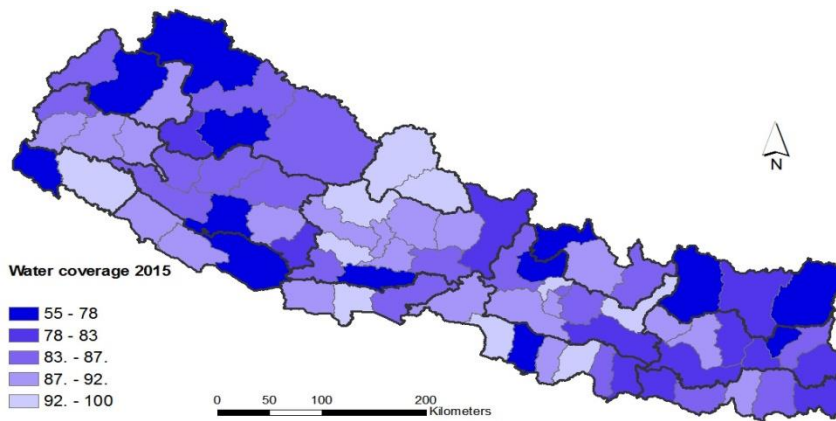 N
Water coverage 2015
55 - 78
78 - 83
83 - 87.
87. - 92.
92. - 100
0 50 100 200
Kilometers